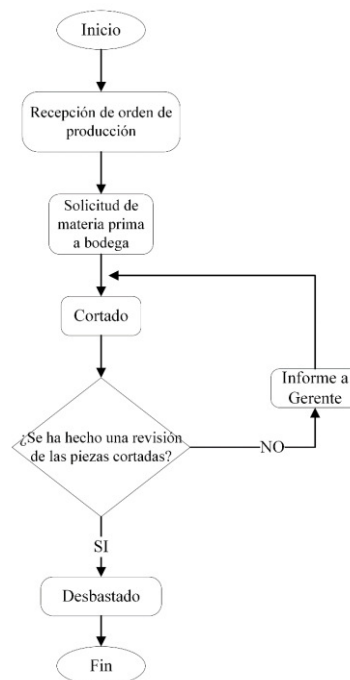 Inicio
Recepción de orden de
producción
Solicitud de
materia prima
a bodega
Cortado
Informe a
Gerente
¿Se ha hecho una revisión
de las piezas cortadas?
NO
SI
Desbastado
Fin